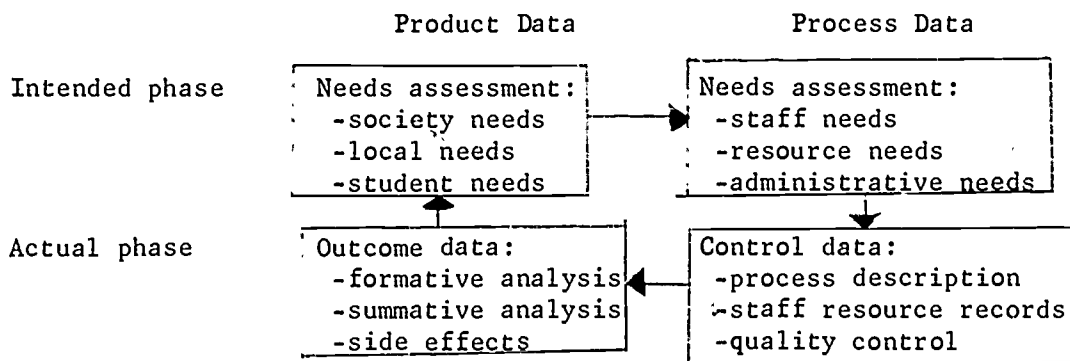 Product Data Process Data
Intended phase Needs assessment: Needs assessment:
-society needs -staff needs
-local needs -resource needs
-student needs -administrative needs
Actual phase Outcome data: Control data:
-formative analysis -process description
-summative analysis -staff resource records
-side effects -quality control